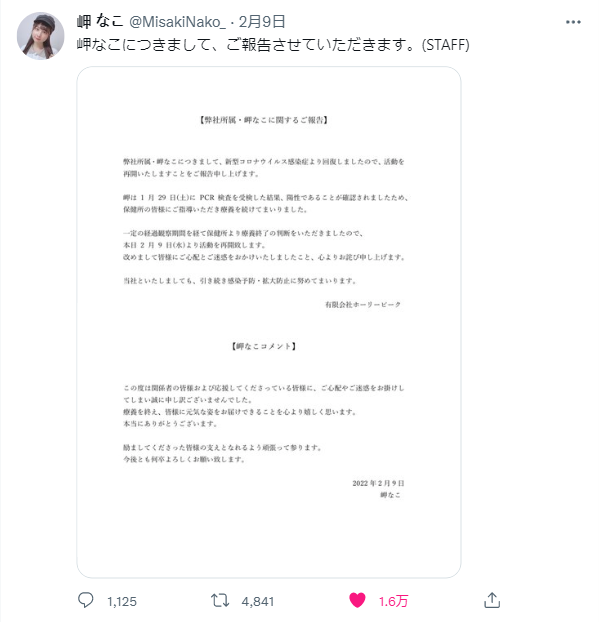 岬 なこ @MisakiNako_ · 2月9日
岬なこにつきまして、ご報告させていただきます。(STAFF)
【弊社所属・岬なこに関するご報告】
弊社所属・岬なこにつきまして、新型コロナウイルス感染症より回復しましたので、活動を
再開いたしますことをご報告申し上げます。
岬は 1 月 29 日(土)に PCR 検査を受検した結果、陽性であることが確認されましたため、
保健所の皆様にご指導いただき療養を続けてまいりました。
一定の経過観察期間を経て保健所より療養終了の判断をいただきましたので、
本日 2 月 9 日(水)より活動を再開致します。
改めまして皆様にご心配とご迷惑をおかけいたしましたこと、心よりお詫び申し上げます。
当社といたしましても、引き続き感染予防・拡大防止に努めてまいります。
有限会社ホーリーピーク
【岬なこコメント】
この度は関係者の皆様および応援してくださっている皆様に、ご心配やご迷惑をお掛けし
てしまい誠に申し訳ございませんでした。
療養を終え、皆様に元気な姿をお届けできることを心より嬉しく思います。
本当にありがとうございます。
励ましてくださった皆様の支えとなれるよう頑張って参ります。
今後とも何卒よろしくお願い致します。
2022 年 2 月 9 日
岬なこ
1,125 4,841 1.6万